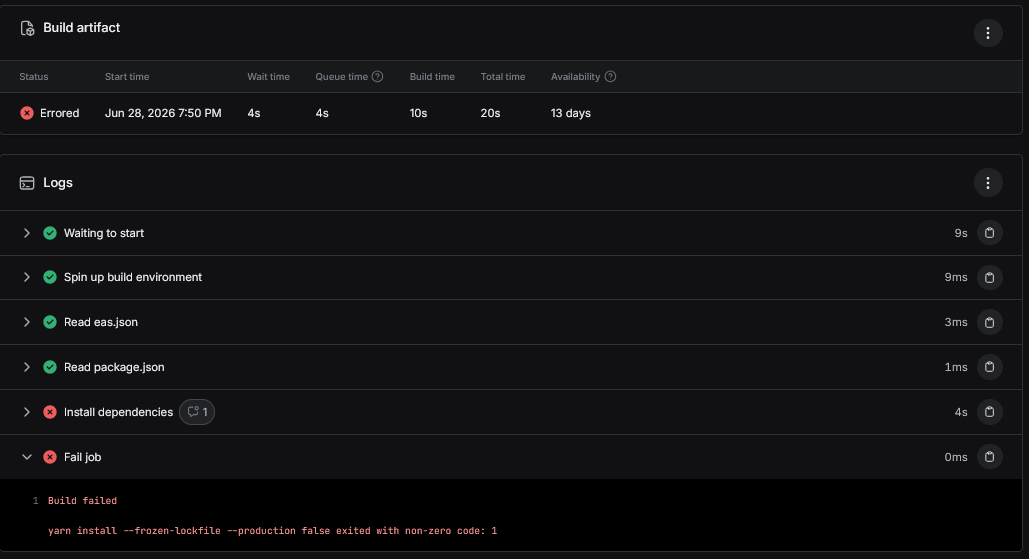 Build artifact
Status Start time Wait time Queue time Build time Total time Availability
Errored Jun 28, 2026 7:50 PM 4s 4s 10s 20s 13 days
Logs
Waiting to start 9s
Spin up build environment 9ms
Read eas.json 3ms
Read package.json 1ms
Install dependencies 1 4s
Fail job 0ms
1 Build failed
yarn install --frozen-lockfile --production false exited with non-zero code: 1